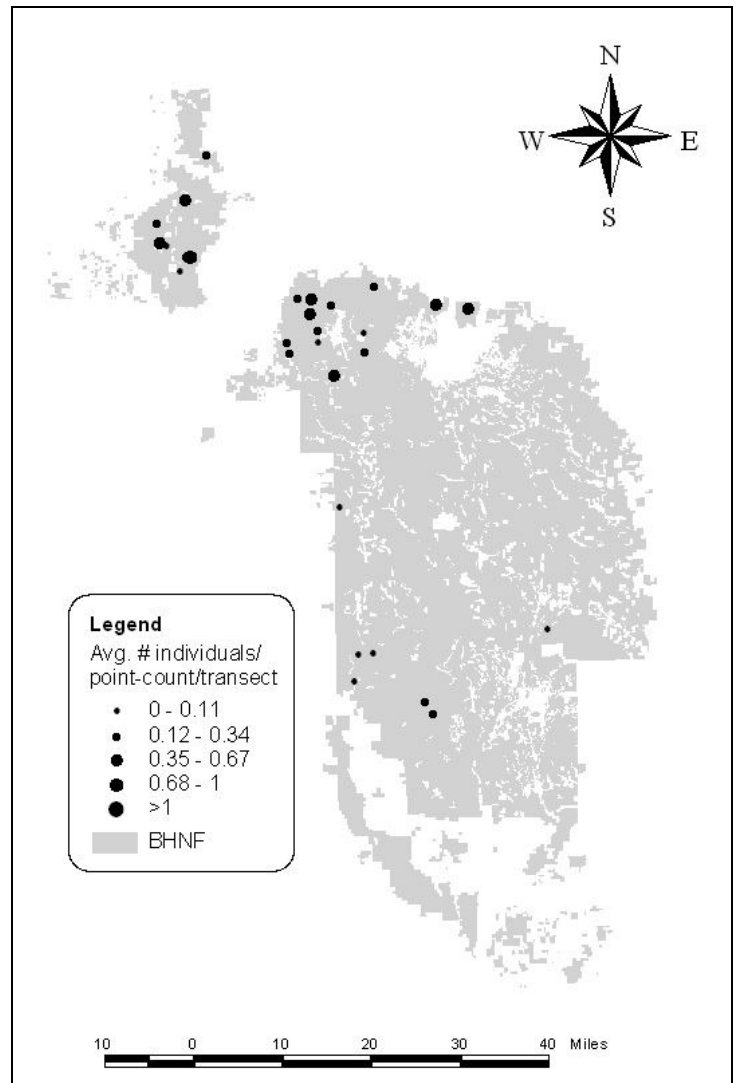 N
W E
S
Legend
Avg. # individuals/
point-count/transect
0 - 0.11
0.12 - 0.34
0.35 - 0.67
0.68 - 1
>1
BHNF
10 0 10 20 30 40 Miles